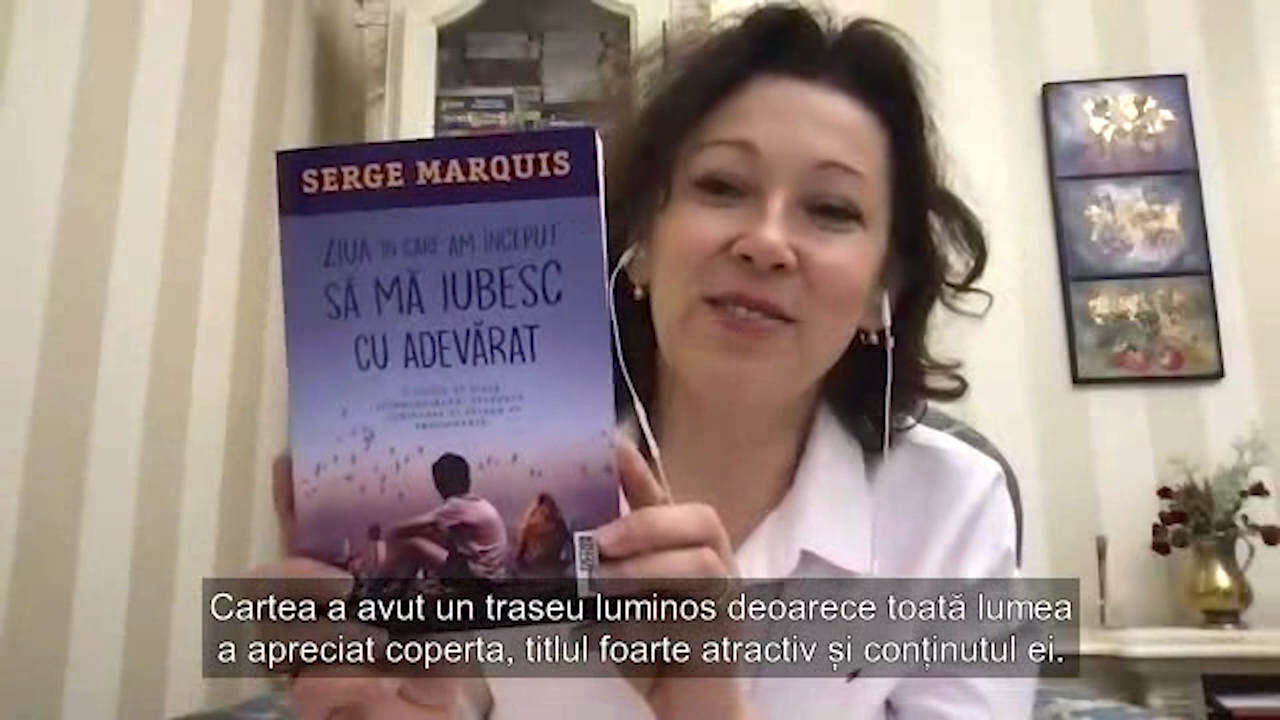 SERGE MARQUIS
ZIUA ÎN CARE AM ÎNCEPUT
SĂ MĂ IUBESC
CU ADEVĂRAT
Cartea a avut un traseu luminos deoarece toată lumea
a apreciat coperta, titlul foarte atractiv și conținutul ei.